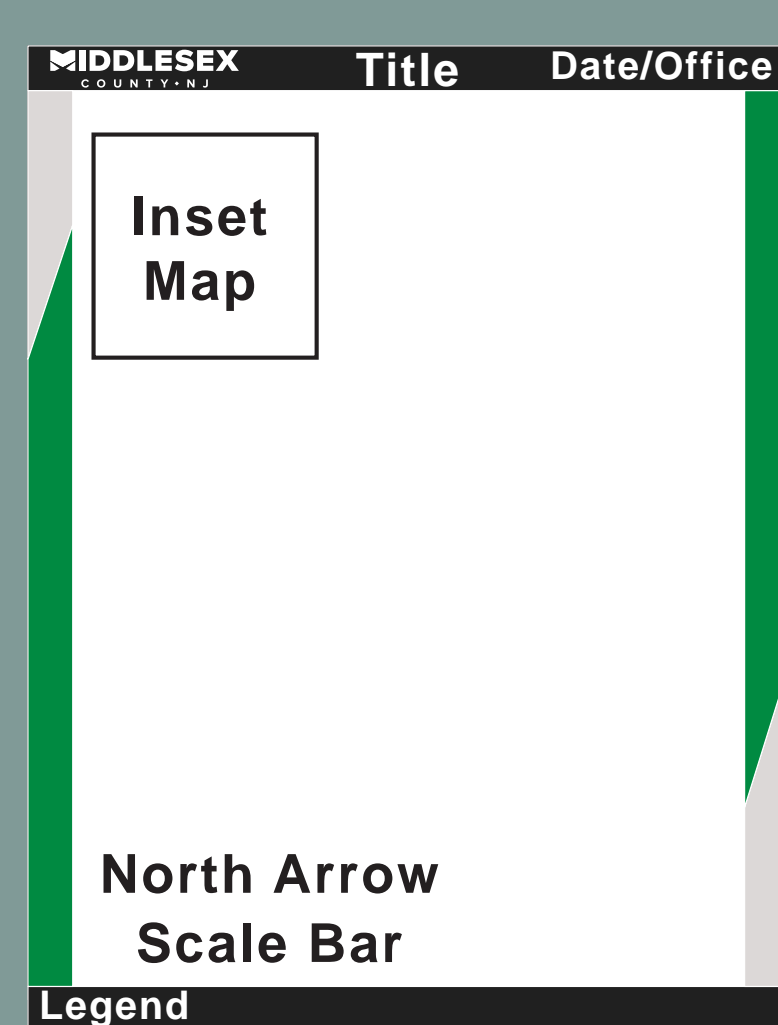 MIDDLESEX
COUNTY•NJ
Title
Date/Office
Inset
Map
North Arrow
Scale Bar
Legend